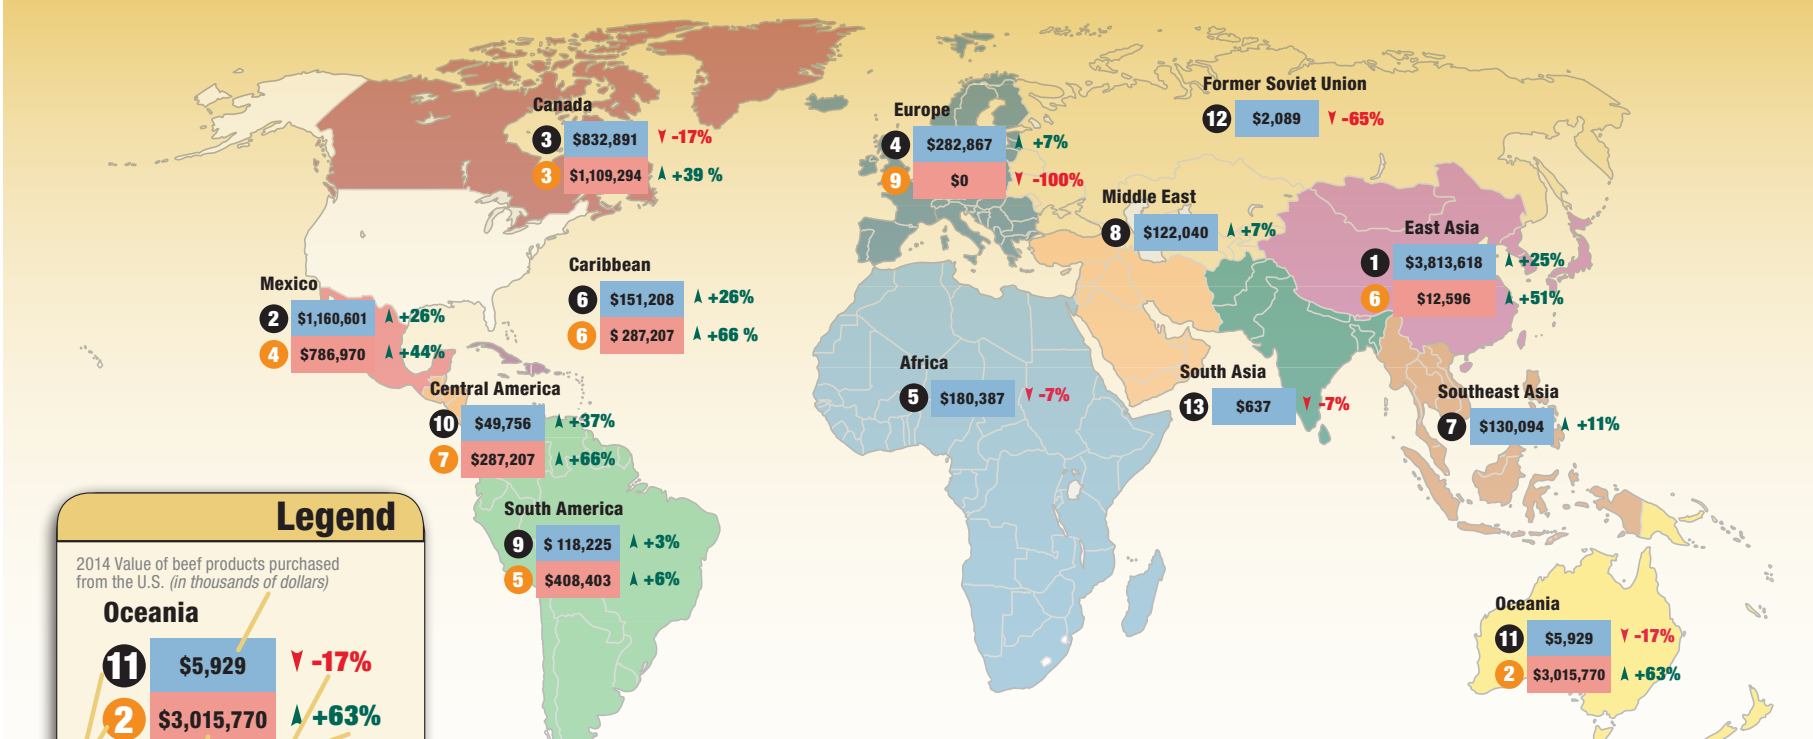 Former Soviet Union
12 $2,089 -65%
Canada
3 $832,891 -17%
3 $1,109,294 +39 %
Europe
4 $282,867 +7%
9 $0 -100%
Middle East
8 $122,040 +7%
East Asia
1 $3,813,618 +25%
6 $12,596 +51%
Caribbean
6 $151,208 +26%
6 $ 287,207 +66 %
Mexico
2 $1,160,601 +26%
4 $786,970 +44%
Africa
5 $180,387 -7%
South Asia
13 $637 -7%
Southeast Asia
7 $130,094 +11%
Central America
10 $49,756 +37%
7 $287,207 +66%
South America
9 $ 118,225 +3%
5 $408,403 +6%
Oceania
11 $5,929 -17%
2 $3,015,770 +63%
Legend
2014 Value of beef products purchased
from the U.S. (in thousands of dollars)
Oceania
11 $5,929 -17%
2 $3,015,770 +63%